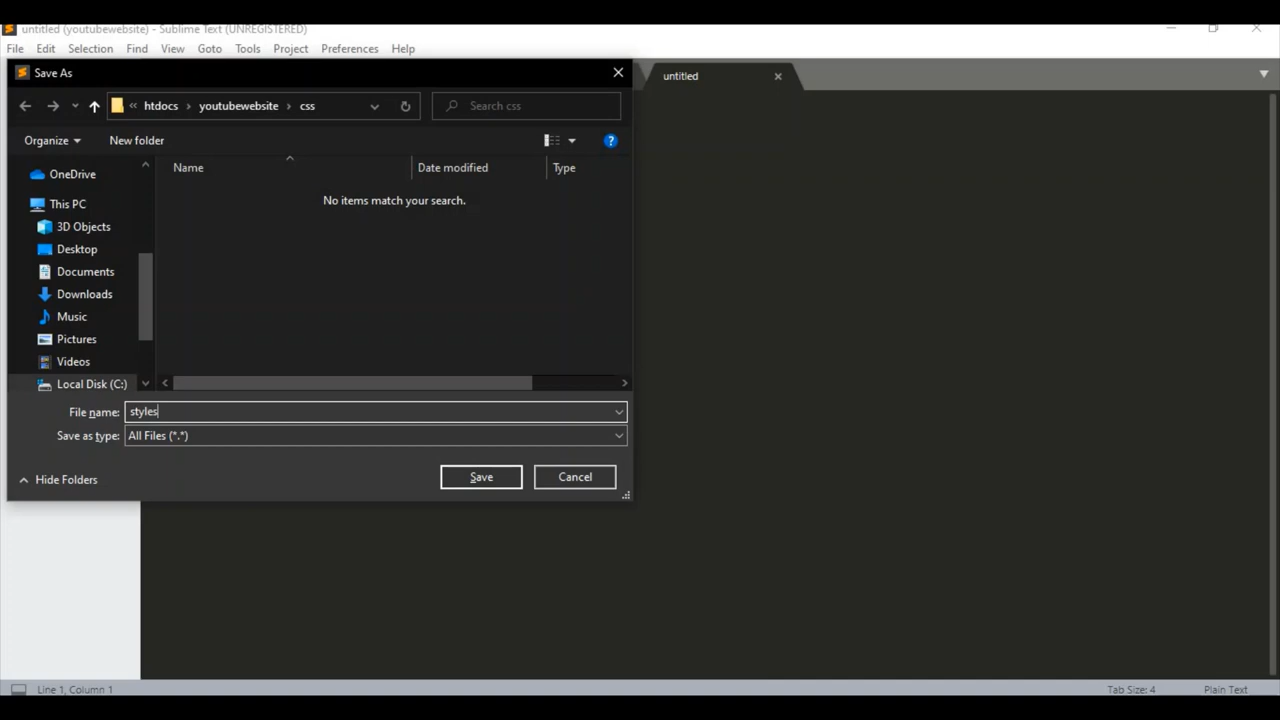 untitled (youtubewebsite) - Sublime Text (UNREGISTERED)
File Edit Selection Find View Goto Tools Project Preferences Help
Save As
untitled
« htdocs › youtubewebsite › css
Search css
Organize
New folder
Name
Date modified
Type
No items match your search.
OneDrive
This PC
3D Objects
Desktop
Documents
Downloads
Music
Pictures
Videos
Local Disk (C:)
File name: styles
Save as type: All Files (*.*)
Hide Folders
Save
Cancel
Line 1, Column 1
Tab Size: 4
Plain Text